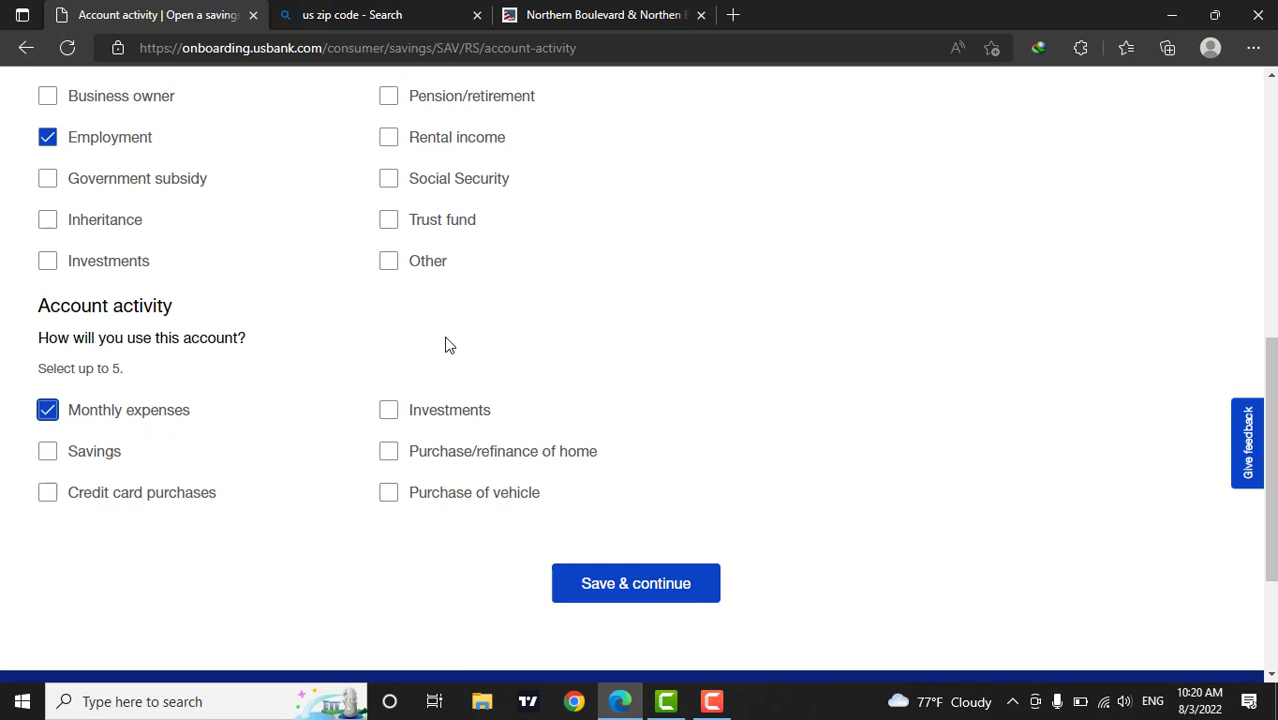 Account activity | Open a savings
us zip code - Search
Northern Boulevard & Northen B
https://onboarding.usbank.com/consumer/savings/SAV/RS/account-activity
Business owner
Pension/retirement
Employment
Rental income
Government subsidy
Social Security
Inheritance
Trust fund
Investments
Other
Account activity
How will you use this account?
Select up to 5.
Monthly expenses
Investments
Savings
Purchase/refinance of home
Credit card purchases
Purchase of vehicle
Give feedback
Save & continue
Type here to search
77°F Cloudy
ENG
10:20 AM
8/3/2022